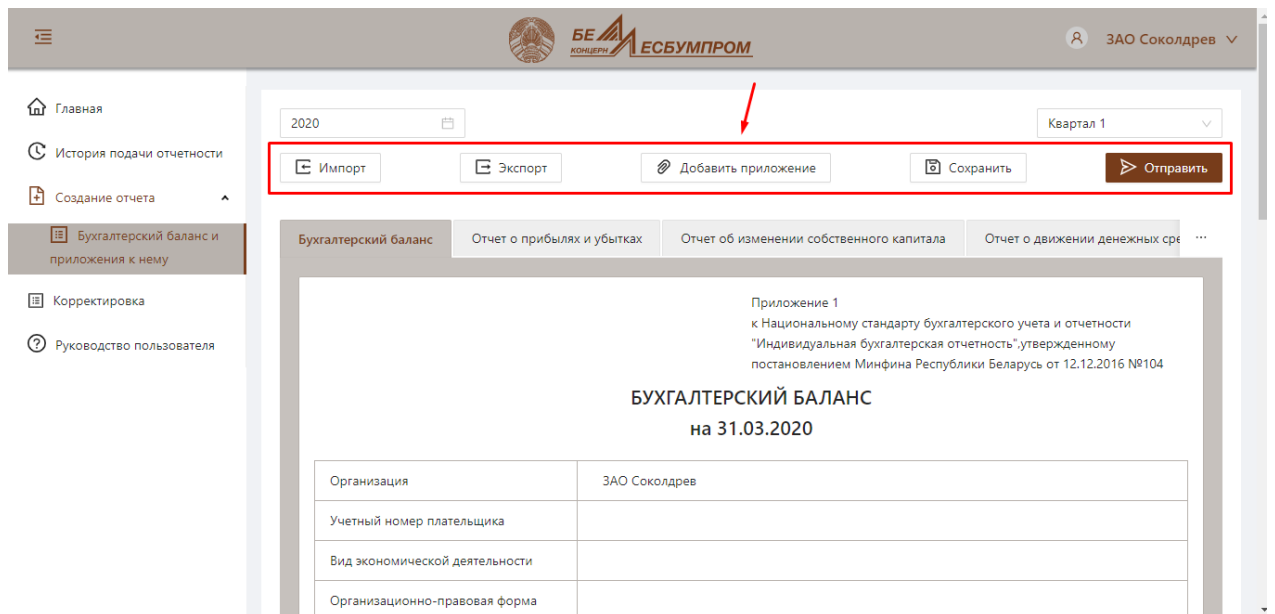 БЕЛ
КОНЦЕРН ЛЕСБУМПРОМ
ЗАО Соколдрев
Главная
История подачи отчетности
Создание отчета
Бухгалтерский баланс и
приложения к нему
Корректировка
Руководство пользователя
2020
Квартал 1
Импорт
Экспорт
Добавить приложение
Сохранить
Отправить
Бухгалтерский баланс
Отчет о прибылях и убытках
Отчет об изменении собственного капитала
Отчет о движении денежных сре
Приложение 1
к Национальному стандарту бухгалтерского учета и отчетности
"Индивидуальная бухгалтерская отчетность",утвержденному
постановлением Минфина Республики Беларусь от 12.12.2016 №104
БУХГАЛТЕРСКИЙ БАЛАНС
на 31.03.2020
Организация
ЗАО Соколдрев
Учетный номер плательщика
Вид экономической деятельности
Организационно-правовая форма